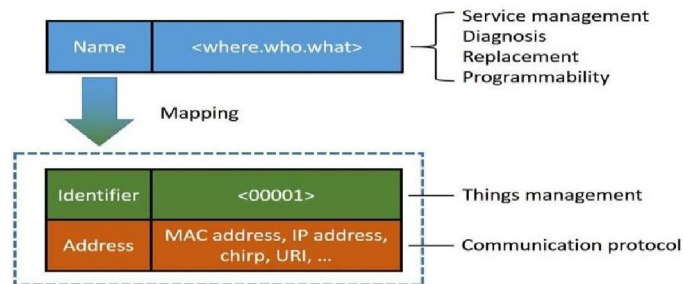 Name <where.who.what>
Service management
Diagnosis
Replacement
Programmability
Mapping
Identifier <00001> Things management
Address MAC address, IP address,
chirp, URI, ... Communication protocol